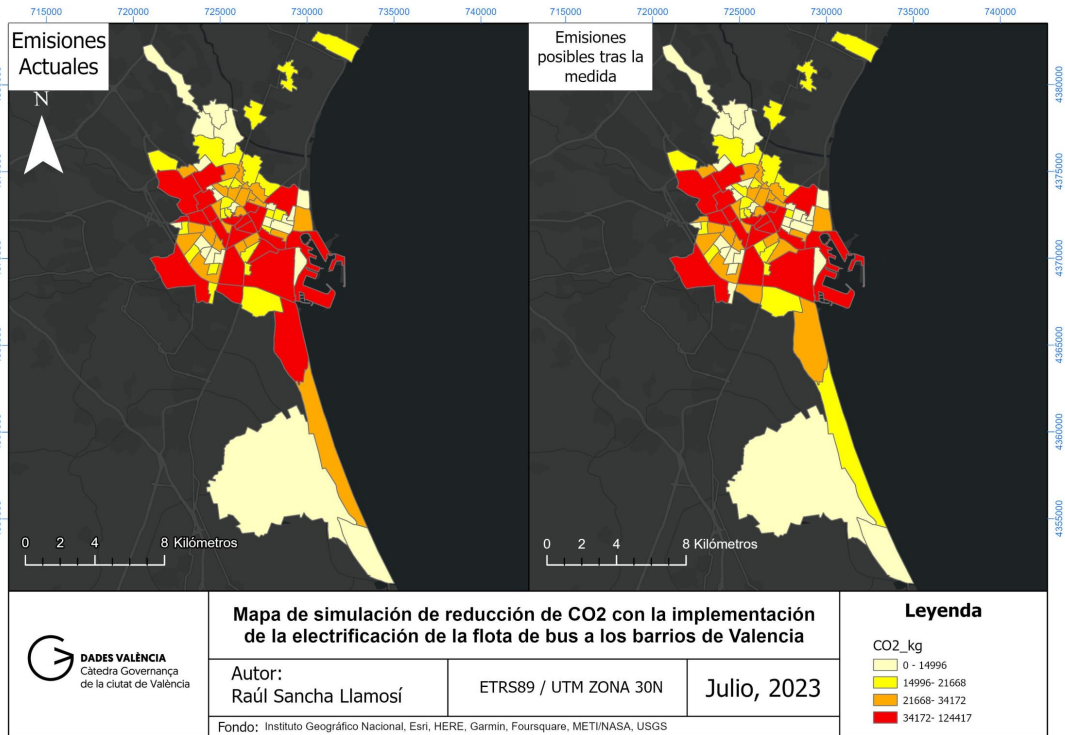 715000 720000 725000 730000 735000 740000 715000 720000 725000 730000 735000 740000
Emisiones
Actuales
N
Emisiones
posibles tras la
medida
4380000
4375000
4370000
4365000
4360000
4355000
0 2 4 8 Kilómetros
0 2 4 8 Kilómetros
DADES VALÈNCIA
Càtedra Governança
de la ciutat de València
Mapa de simulación de reducción de CO2 con la implementación
de la electrificación de la flota de bus a los barrios de Valencia
Autor:
Raúl Sancha Llamosí
ETRS89 / UTM ZONA 30N
Julio, 2023
Fondo: Instituto Geográfico Nacional, Esri, HERE, Garmin, Foursquare, METI/NASA, USGS
Leyenda
CO2_kg
0 - 14996
14996- 21668
21668- 34172
34172- 124417